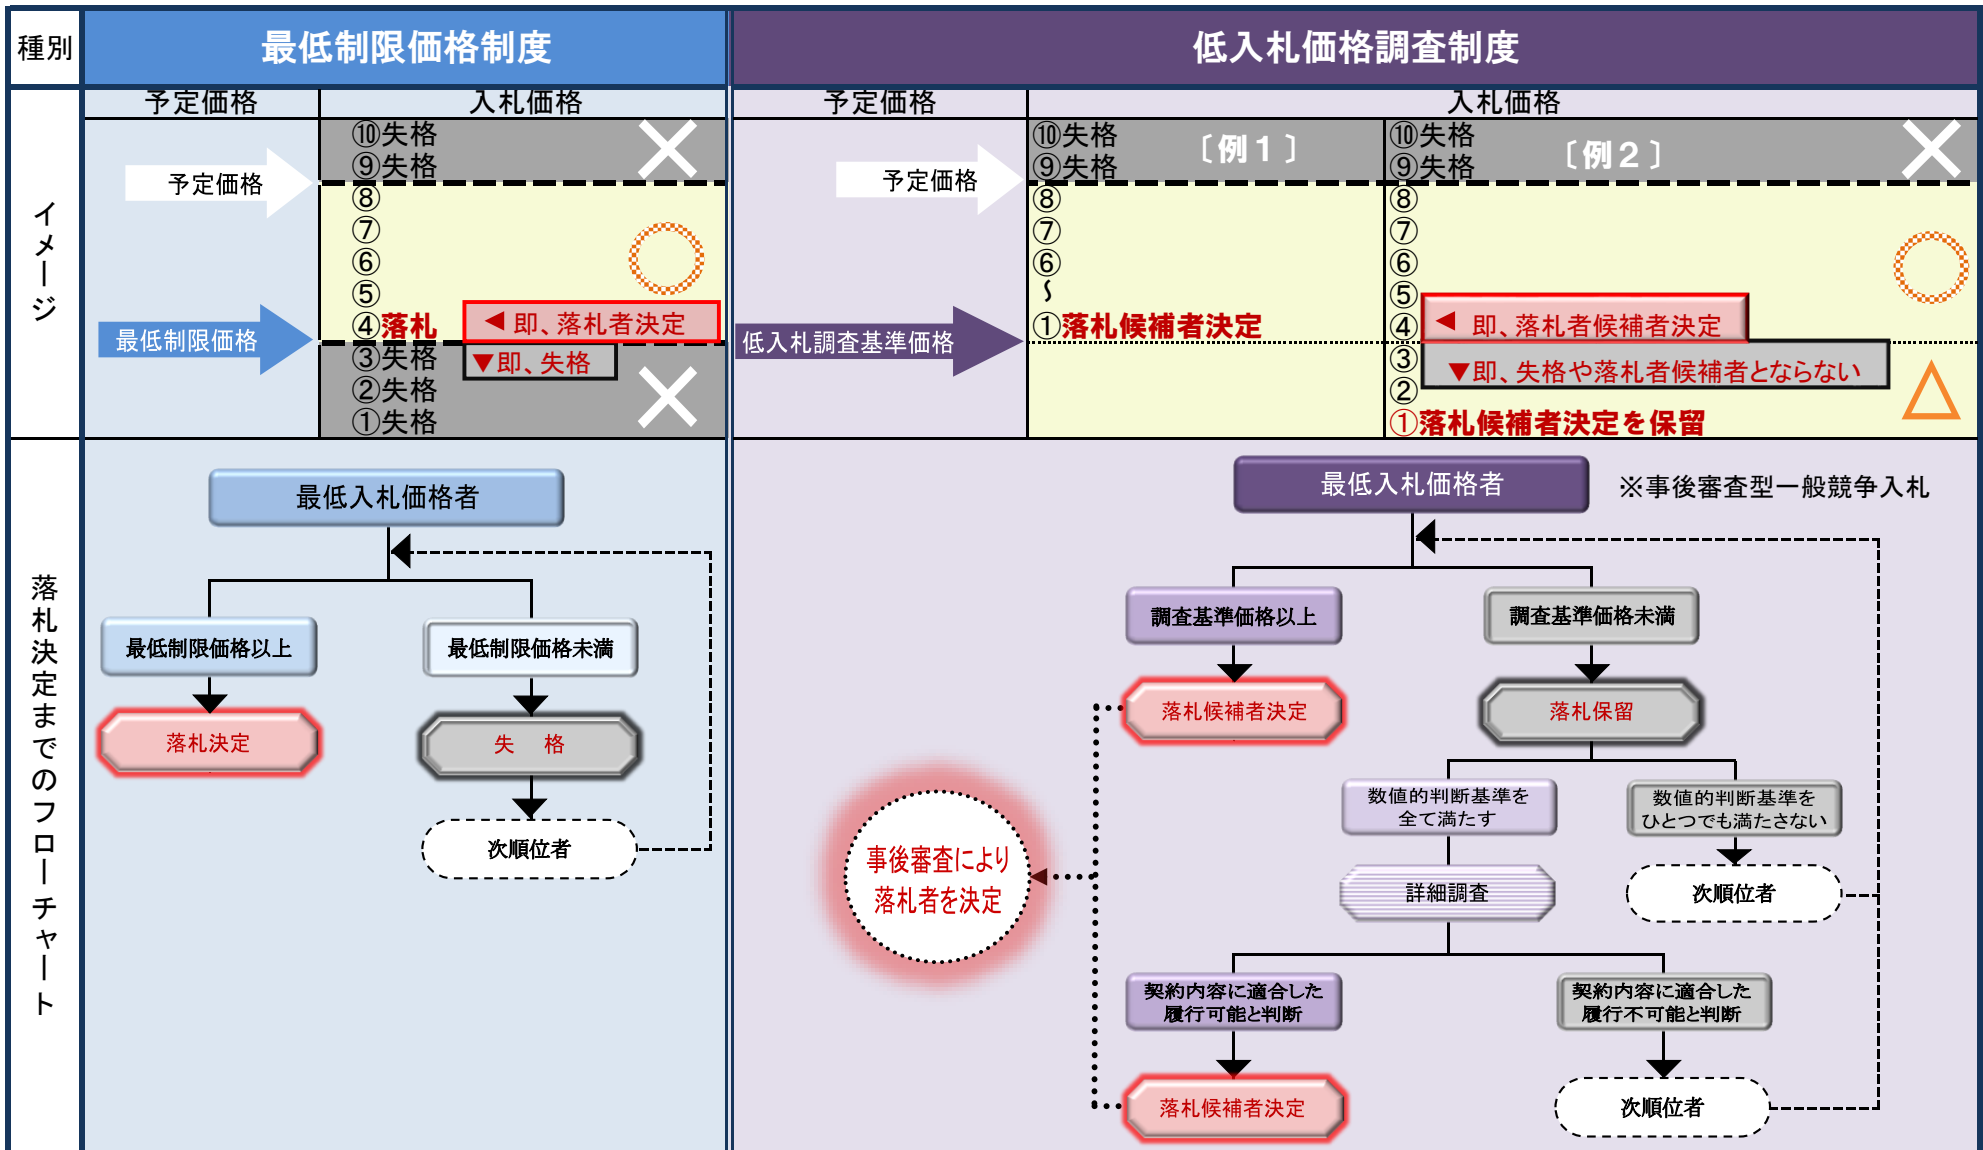 種別
最低制限価格制度
低入札価格調査制度
イメージ
予定価格
入札価格
予定価格
最低制限価格
⑩失格
⑨失格
⑧
⑦
⑥
⑤
④落札
◀ 即、落札者決定
③失格
▼即、失格
②失格
①失格
予定価格
入札価格
予定価格
低入札調査基準価格
⑩失格
⑨失格
〔例１〕
⑧
⑦
⑥
〜
①落札候補者決定
⑩失格
⑨失格
〔例２〕
⑧
⑦
⑥
⑤
④
◀ 即、落札者候補者決定
③
▼即、失格や落札者候補者とならない
②
①落札候補者決定を保留
落札決定までのフローチャート
最低入札価格者
最低制限価格以上
最低制限価格未満
落札決定
失　格
次順位者
最低入札価格者
※事後審査型一般競争入札
調査基準価格以上
調査基準価格未満
落札候補者決定
落札保留
数値的判断基準を
全て満たす
数値的判断基準を
ひとつでも満たさない
事後審査により
落札者を決定
詳細調査
次順位者
契約内容に適合した
履行可能と判断
契約内容に適合した
履行不可能と判断
落札候補者決定
次順位者